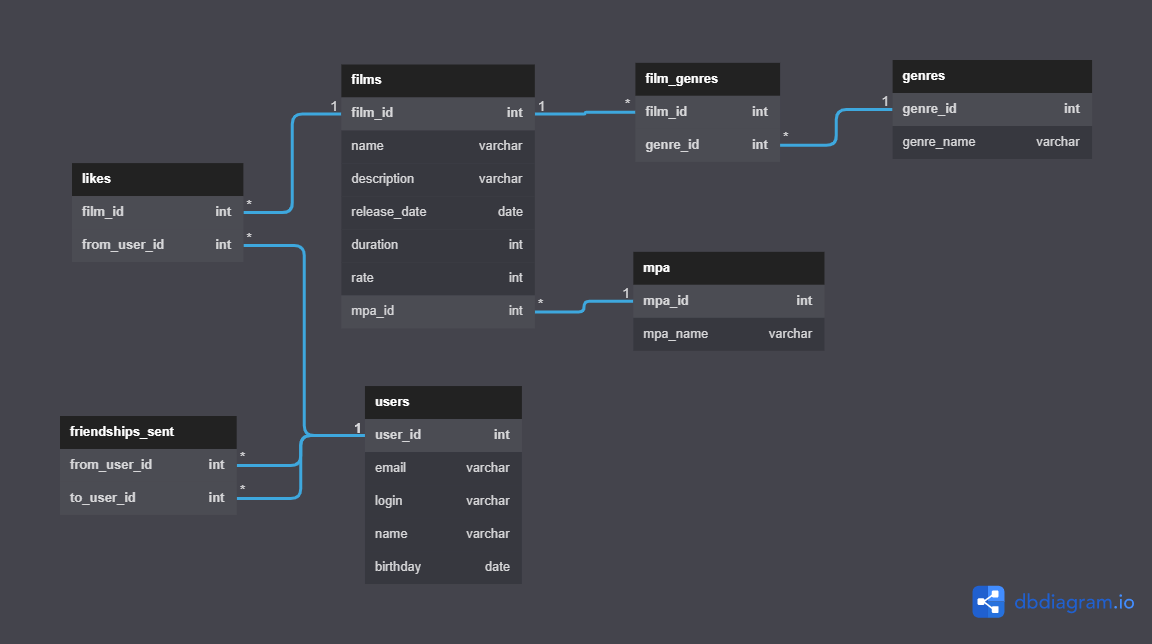 films
1 film_id int 1
name varchar
description varchar
release_date date
duration int
rate int
mpa_id int *
film_genres
* film_id int
genre_id int *
genres
1 genre_id int
genre_name varchar
likes
film_id int *
from_user_id int *
mpa
1 mpa_id int
mpa_name varchar
users
1 user_id int
email varchar
login varchar
name varchar
birthday date
friendships_sent
from_user_id int *
to_user_id int *
dbdiagram.io